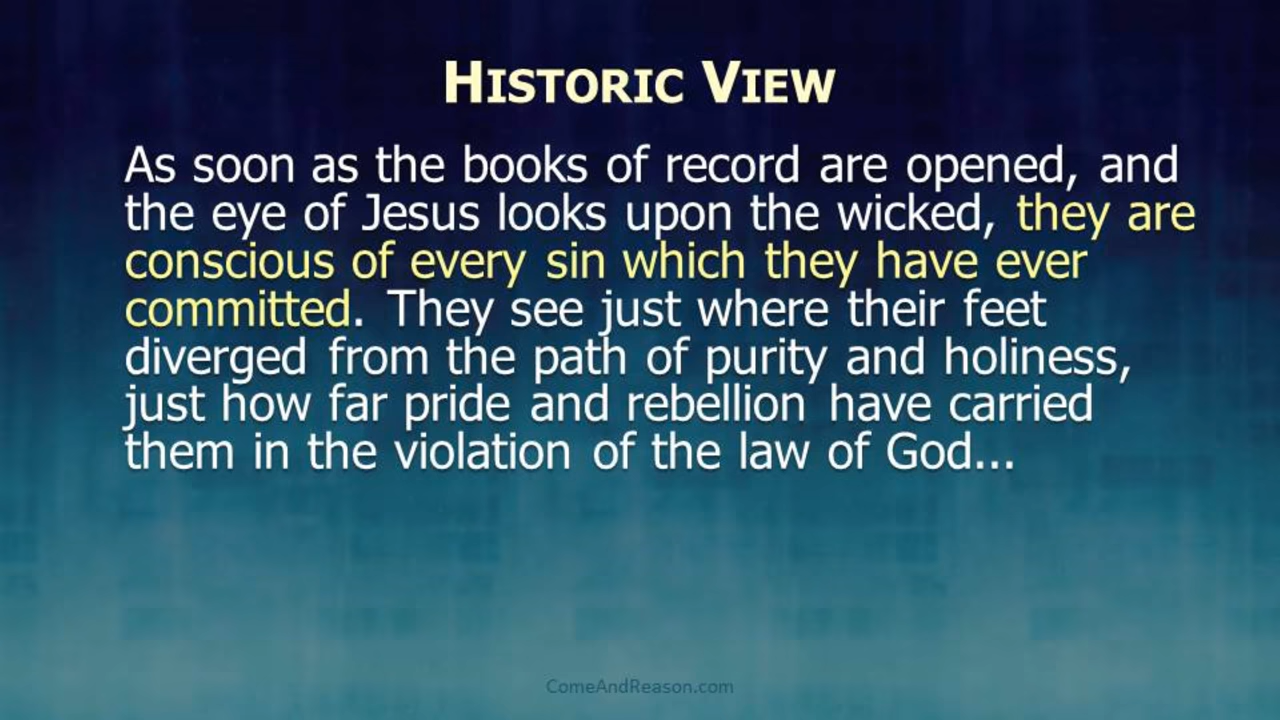 HISTORIC VIEW
As soon as the books of record are opened, and
the eye of Jesus looks upon the wicked, they are
conscious of every sin which they have ever
committed. They see just where their feet
diverged from the path of purity and holiness,
just how far pride and rebellion have carried
them in the violation of the law of God...
ComeAndReason.com